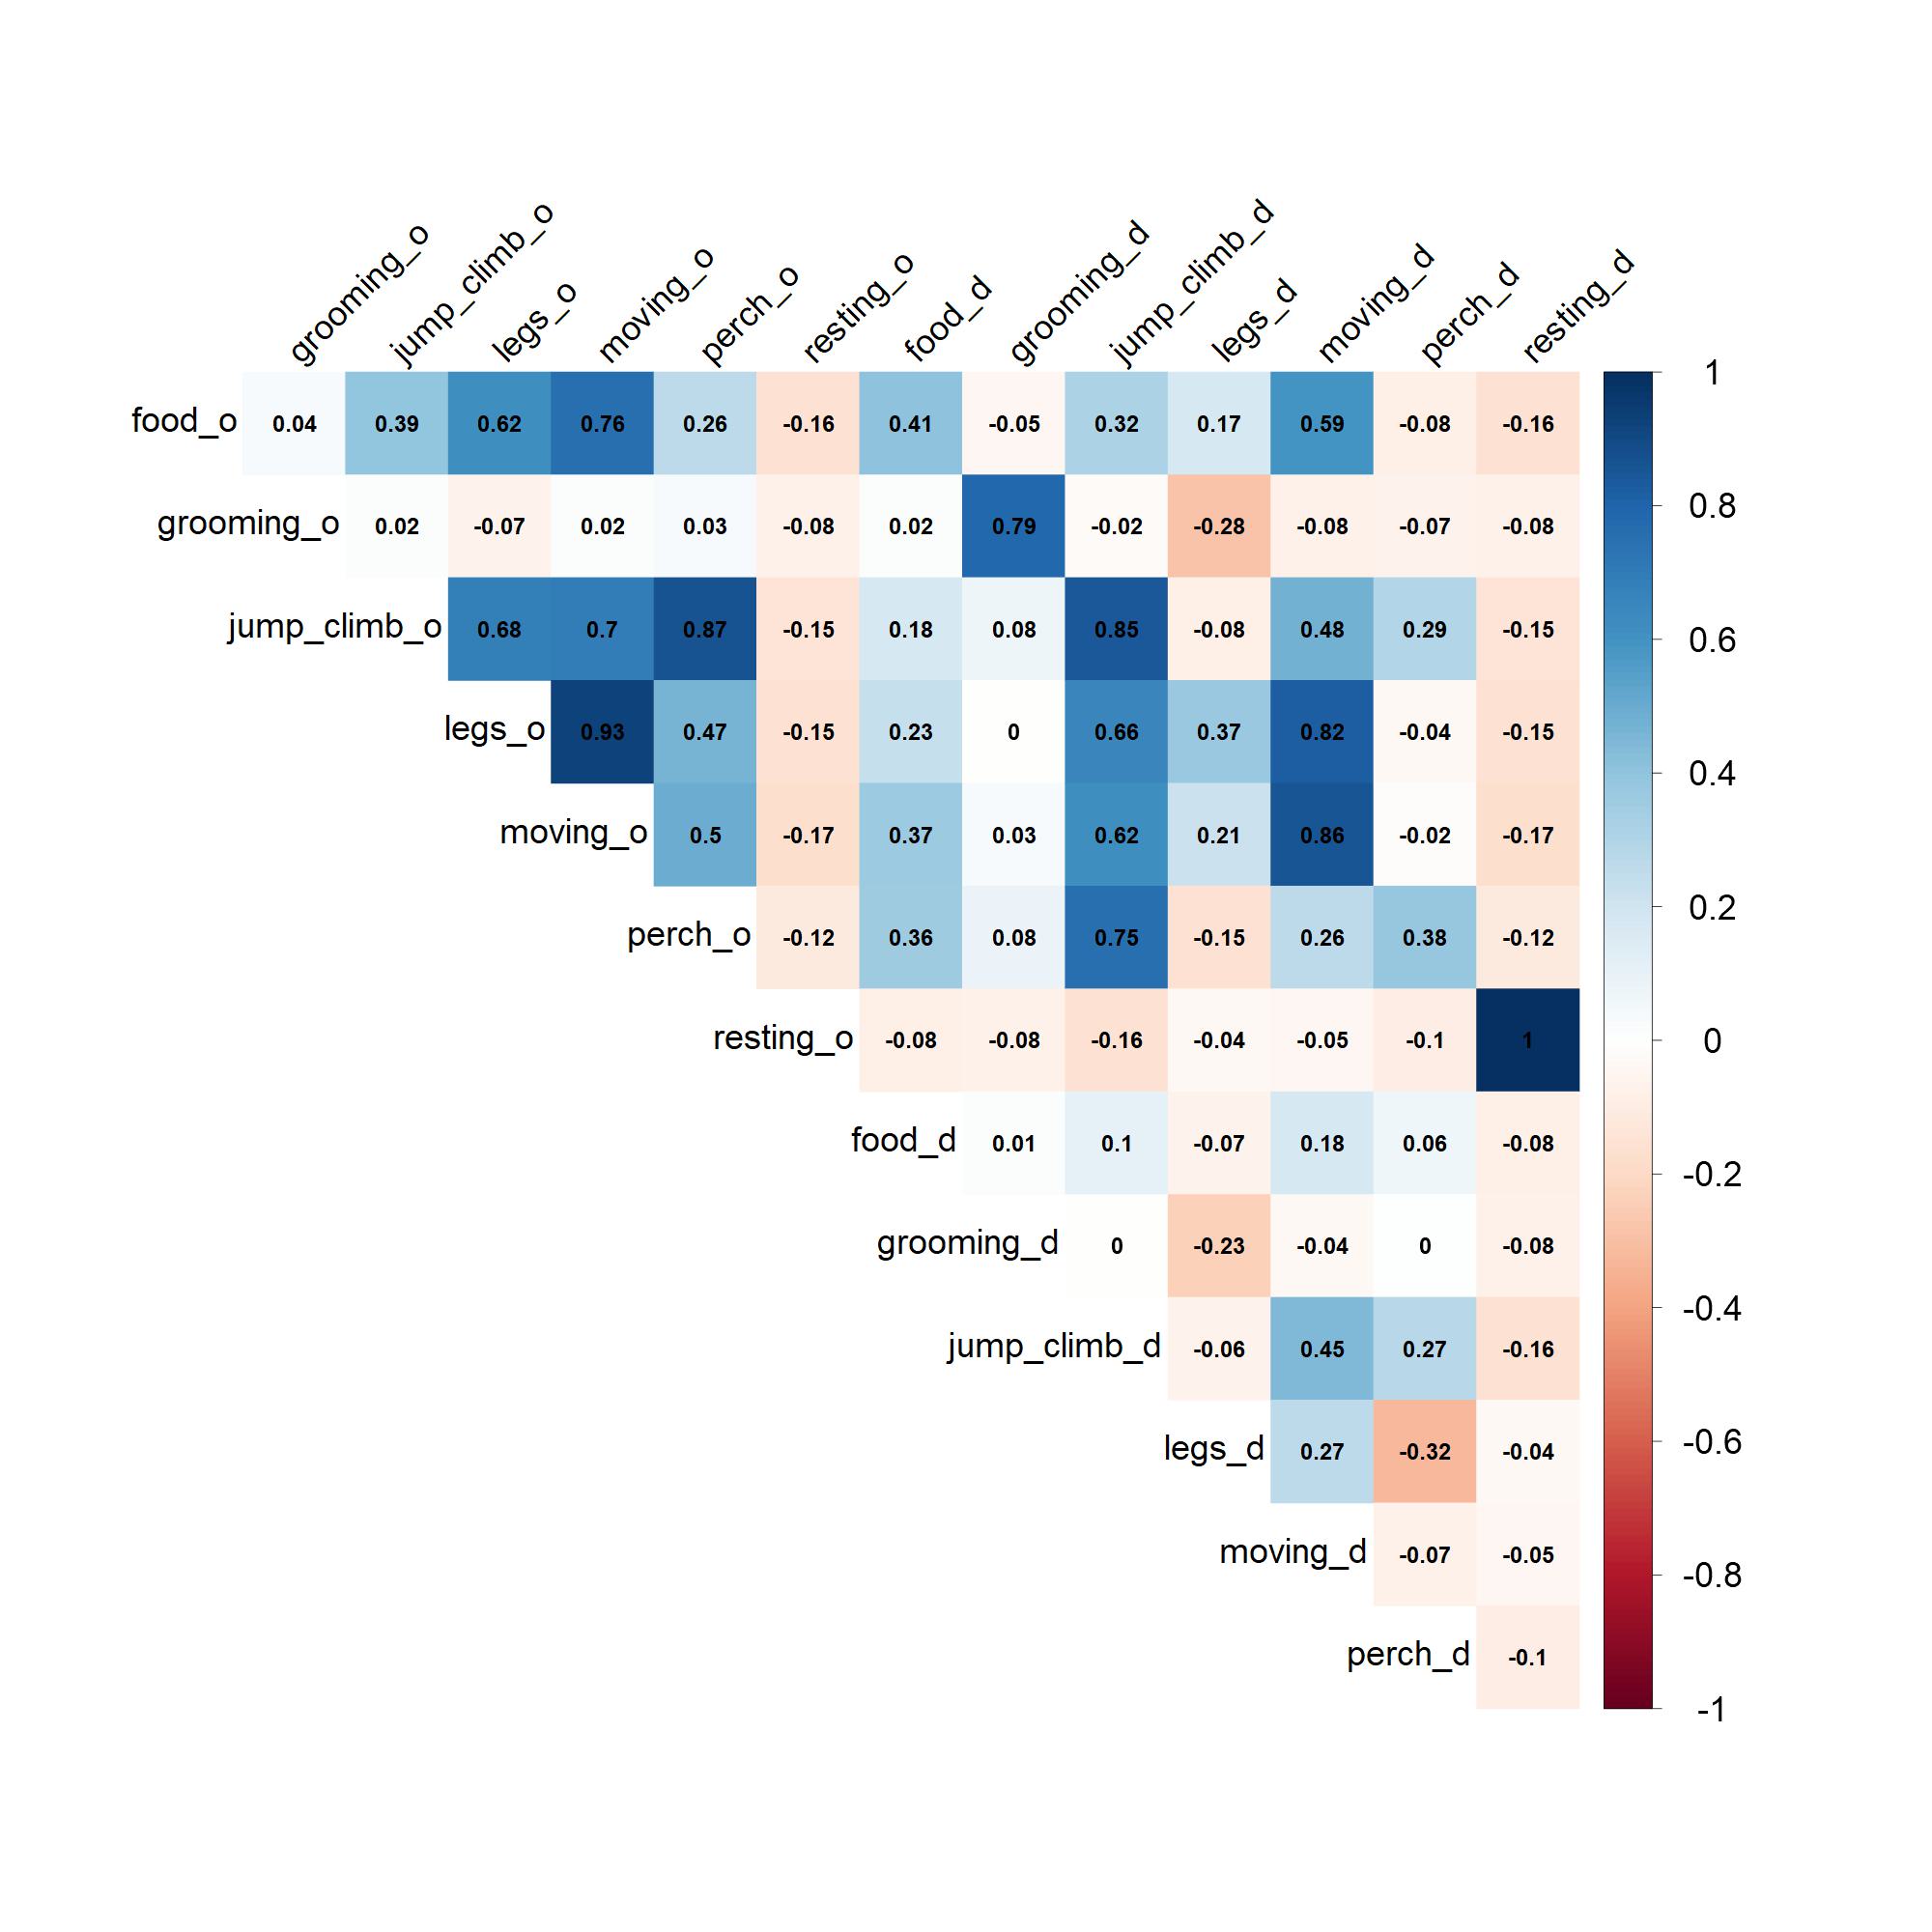 grooming_o jump_climb_o legs_o moving_o perch_o resting_o food_d grooming_d jump_climb_d legs_d moving_d perch_d resting_d
food_o 0.04 0.39 0.62 0.76 0.26 -0.16 0.41 -0.05 0.32 0.17 0.59 -0.08 -0.16
grooming_o 0.02 -0.07 0.02 0.03 -0.08 0.02 0.79 -0.02 -0.28 -0.08 -0.07 -0.08
jump_climb_o 0.68 0.7 0.87 -0.15 0.18 0.08 0.85 -0.08 0.48 0.29 -0.15
legs_o 0.93 0.47 -0.15 0.23 0 0.66 0.37 0.82 -0.04 -0.15
moving_o 0.5 -0.17 0.37 0.03 0.62 0.21 0.86 -0.02 -0.17
perch_o -0.12 0.36 0.08 0.75 -0.15 0.26 0.38 -0.12
resting_o -0.08 -0.08 -0.16 -0.04 -0.05 -0.1 1
food_d 0.01 0.1 -0.07 0.18 0.06 -0.08
grooming_d 0 -0.23 -0.04 0 -0.08
jump_climb_d -0.06 0.45 0.27 -0.16
legs_d 0.27 -0.32 -0.04
moving_d -0.07 -0.05
perch_d -0.1
1
0.8
0.6
0.4
0.2
0
-0.2
-0.4
-0.6
-0.8
-1